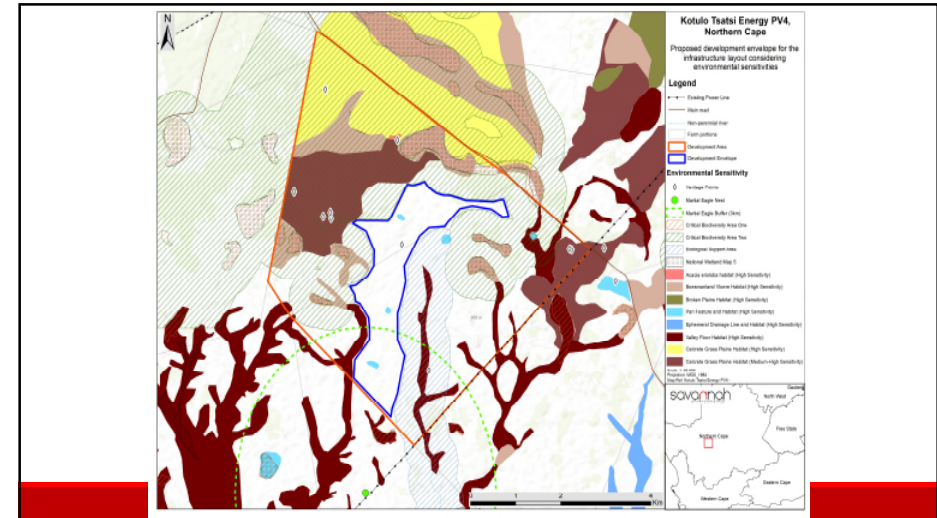 N
Kotulo Tsatsi Energy PV4,
Northern Cape
Proposed development envelope for the
infrastructure layout considering
environmental sensitivities
Legend
Existing Power Line
Main road
Non-perennial river
Farm portions
Development Area
Development Envelope
Environmental Sensitivity
Heritage Points
Martial Eagle Nest
Martial Eagle Buffer (5km)
Critical Biodiversity Area One
Critical Biodiversity Area Two
Ecological Support Area
National Wetland Map 5
Acacia erioloba habitat (High Sensitivity)
Boesmanland Vloere Habitat (High Sensitivity)
Broken Plains Habitat (High Sensitivity)
Pan Feature and Habitat (High Sensitivity)
Ephemeral Drainage Line and Habitat (High Sensitivity)
Valley Floor Habitat (High Sensitivity)
Calcrete Grass Plains Habitat (High Sensitivity)
Calcrete Grass Plains Habitat (Medium-High Sensitivity)
savannah
North West
Northern Cape
Free State
Eastern Cape
Western Cape
0 1 2 4
Km